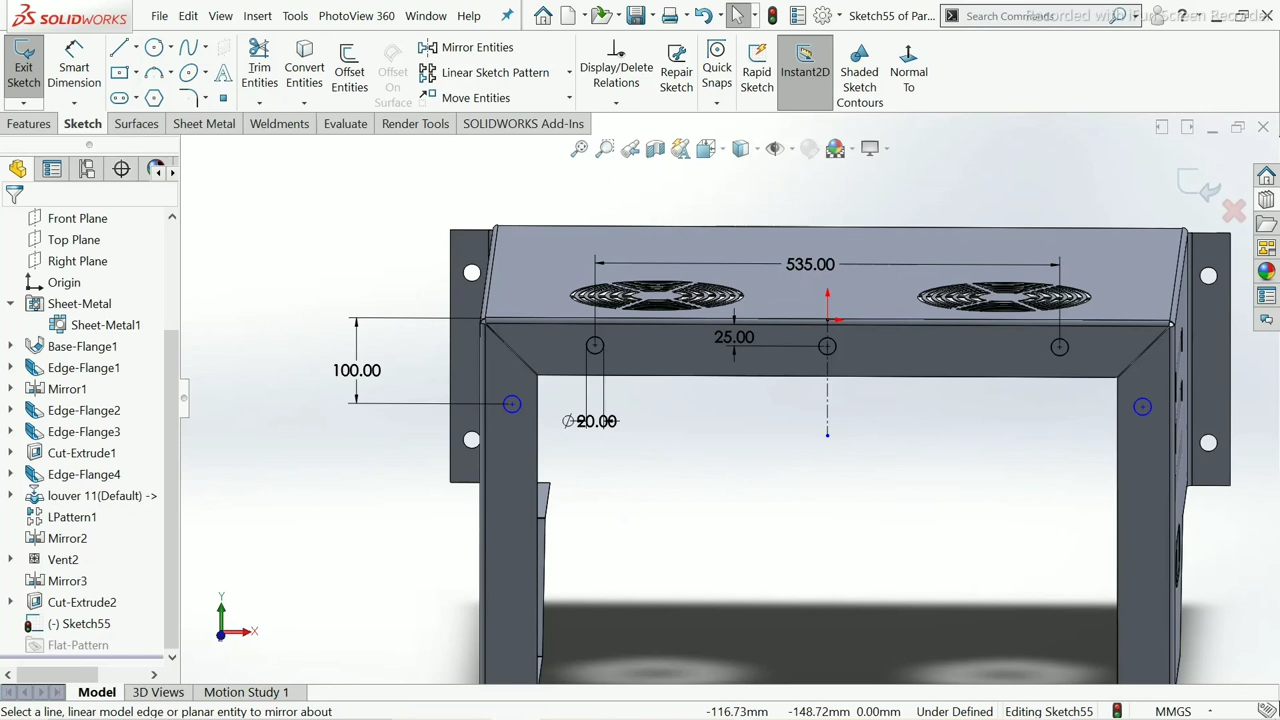 SOLIDWORKS
File Edit View Insert Tools PhotoView 360 Window Help
Sketch55 of Par...
Search Commands
Recorded with iFun Screen Recorder
Exit Sketch
Smart Dimension
Trim Entities
Convert Entities
Offset Entities
Offset On Surface
Mirror Entities
Linear Sketch Pattern
Move Entities
Display/Delete Relations
Repair Sketch
Quick Snaps
Rapid Sketch
Instant2D
Shaded Sketch Contours
Normal To
Features Sketch Surfaces Sheet Metal Weldments Evaluate Render Tools SOLIDWORKS Add-Ins
Front Plane
Top Plane
Right Plane
Origin
Sheet-Metal
Sheet-Metal1
Base-Flange1
Edge-Flange1
Mirror1
Edge-Flange2
Edge-Flange3
Cut-Extrude1
Edge-Flange4
louver 11(Default) ->
LPattern1
Mirror2
Vent2
Mirror3
Cut-Extrude2
(-) Sketch55
Flat-Pattern
535.00
25.00
100.00
∅20.00
Y
X
Model 3D Views Motion Study 1
Select a line, linear model edge or planar entity to mirror about
-116.73mm -148.72mm 0.00mm Under Defined Editing Sketch55 MMGS